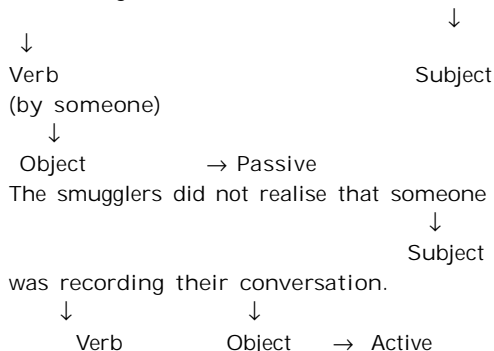 ↓
↓
Verb Subject
(by someone)
↓
Object → Passive
The smugglers did not realise that someone
↓
Subject
was recording their conversation.
↓ ↓
Verb Object → Active